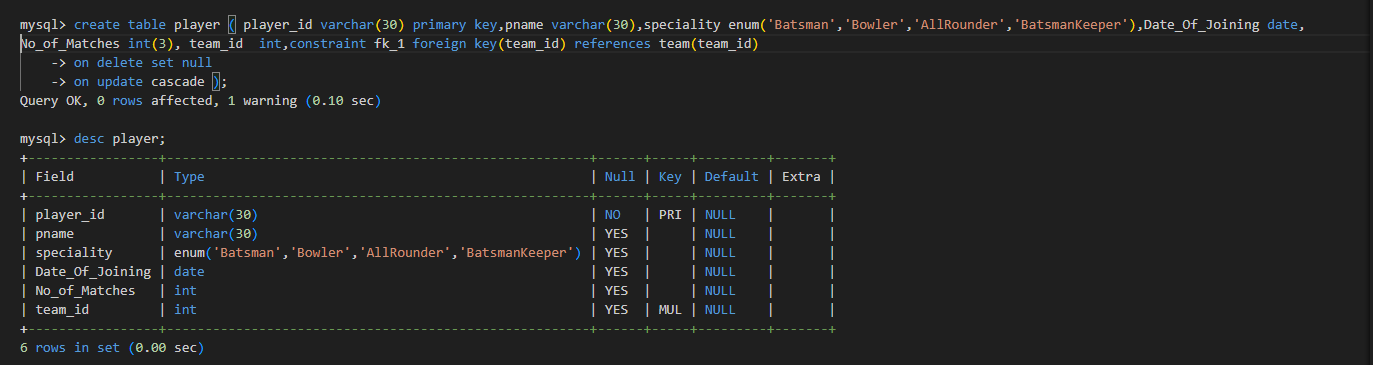 mysql> create table player ( player_id varchar(30) primary key,pname varchar(30),speciality enum('Batsman','Bowler','AllRounder','BatsmanKeeper'),Date_Of_Joining date,
No_of_Matches int(3), team_id  int,constraint fk_1 foreign key(team_id) references team(team_id)
    -> on delete set null
    -> on update cascade );
Query OK, 0 rows affected, 1 warning (0.10 sec)

mysql> desc player;
+-----------------+-------------------------------------------------------+------+-----+---------+-------+
| Field           | Type                                                  | Null | Key | Default | Extra |
+-----------------+-------------------------------------------------------+------+-----+---------+-------+
| player_id       | varchar(30)                                           | NO   | PRI | NULL    |       |
| pname           | varchar(30)                                           | YES  |     | NULL    |       |
| speciality      | enum('Batsman','Bowler','AllRounder','BatsmanKeeper') | YES  |     | NULL    |       |
| Date_Of_Joining | date                                                  | YES  |     | NULL    |       |
| No_of_Matches   | int                                                   | YES  |     | NULL    |       |
| team_id         | int                                                   | YES  | MUL | NULL    |       |
+-----------------+-------------------------------------------------------+------+-----+---------+-------+
6 rows in set (0.00 sec)